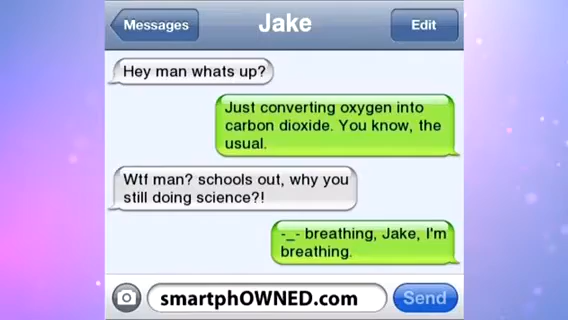 Messages
Jake
Edit
Hey man whats up?
Just converting oxygen into
carbon dioxide. You know, the
usual.
Wtf man? schools out, why you
still doing science?!
-_- breathing, Jake, I'm
breathing.
smartphOWNED.com
Send